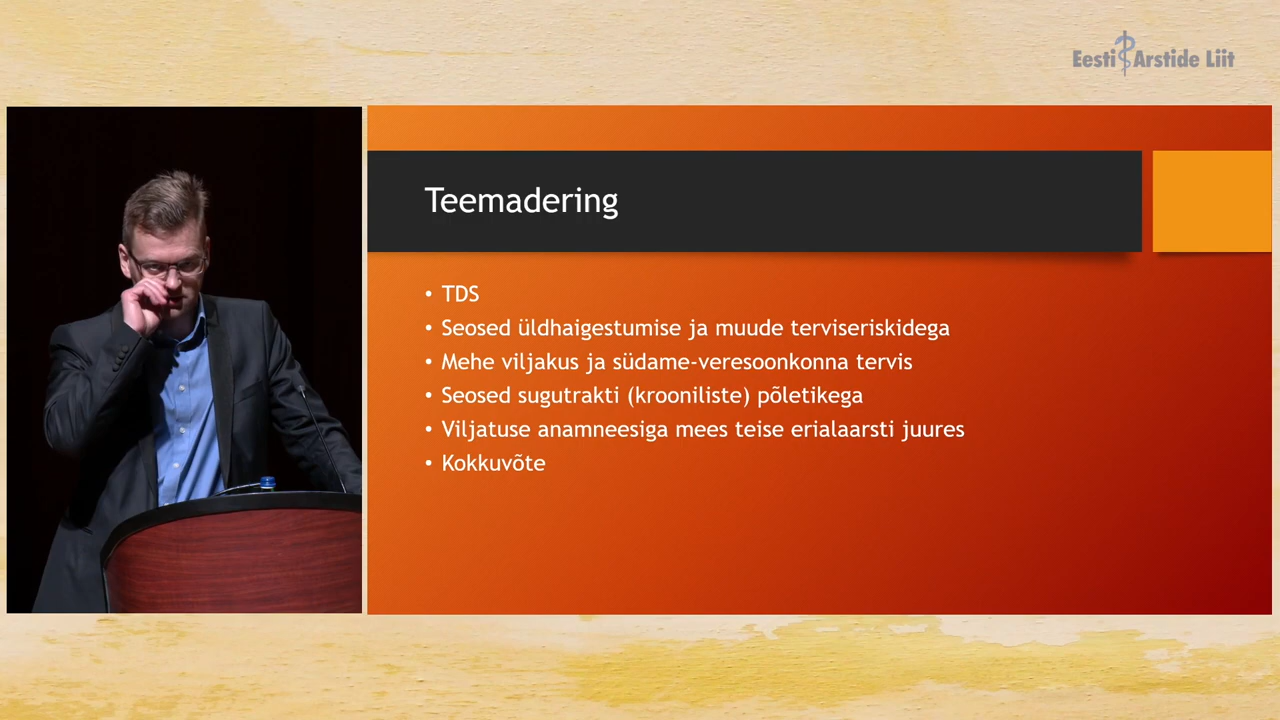 Eesti Arstide Liit
Teemadering
• TDS
• Seosed üldhaigestumise ja muude terviseriskidega
• Mehe viljakus ja südame-veresoonkonna tervis
• Seosed sugutrakti (krooniliste) põletikega
• Viljatuse anamneesiga mees teise erialaarsti juures
• Kokkuvõte